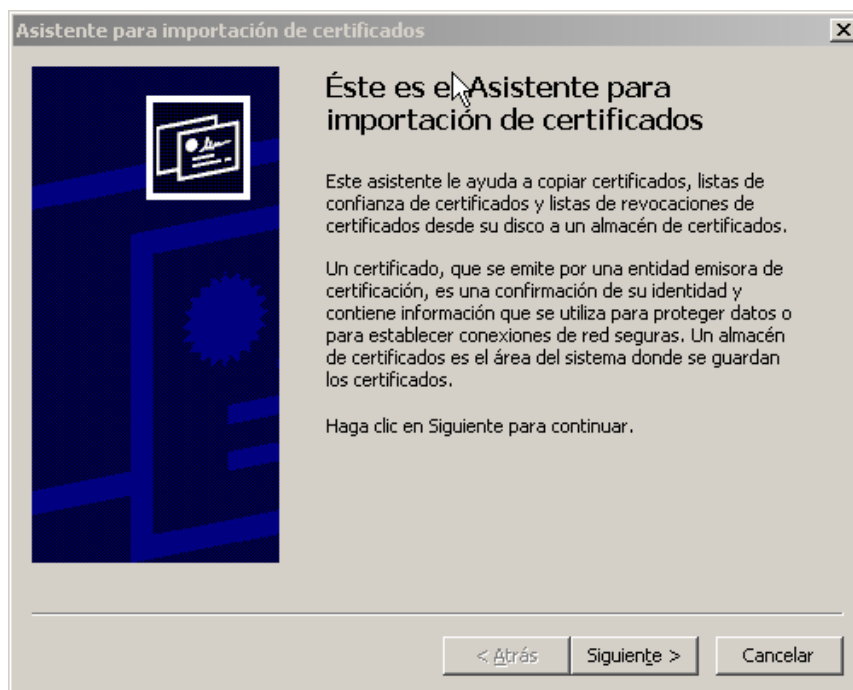 Asistente para importación de certificados
Éste es el Asistente para
importación de certificados
Este asistente le ayuda a copiar certificados, listas de
confianza de certificados y listas de revocaciones de
certificados desde su disco a un almacén de certificados.
Un certificado, que se emite por una entidad emisora de
certificación, es una confirmación de su identidad y
contiene información que se utiliza para proteger datos o
para establecer conexiones de red seguras. Un almacén
de certificados es el área del sistema donde se guardan
los certificados.
Haga clic en Siguiente para continuar.
< Atrás
Siguiente >
Cancelar